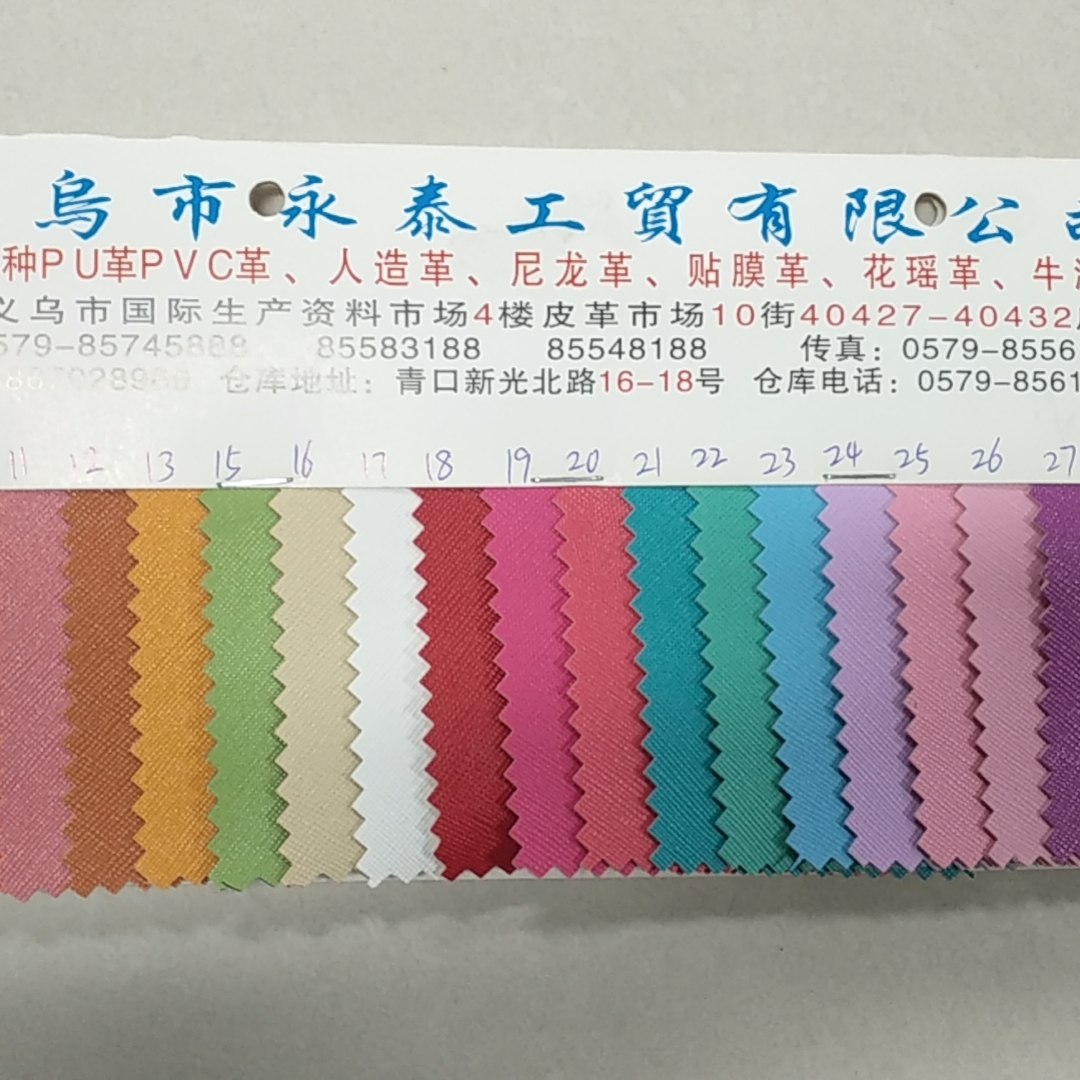 乌市永泰工貿有限公
种PU革PVC革、人造革、尼龙革、贴膜革、花瑶革、牛
义乌市国际生产资料市场4楼皮革市场10街40427-40432
579-85745888 85583188 85548188 传真：0579-8556
仓库地址：青口新光北路16-18号 仓库电话：0579-8561
11 12 13 15 16 17 18 19 20 21 22 23 24 25 26 27